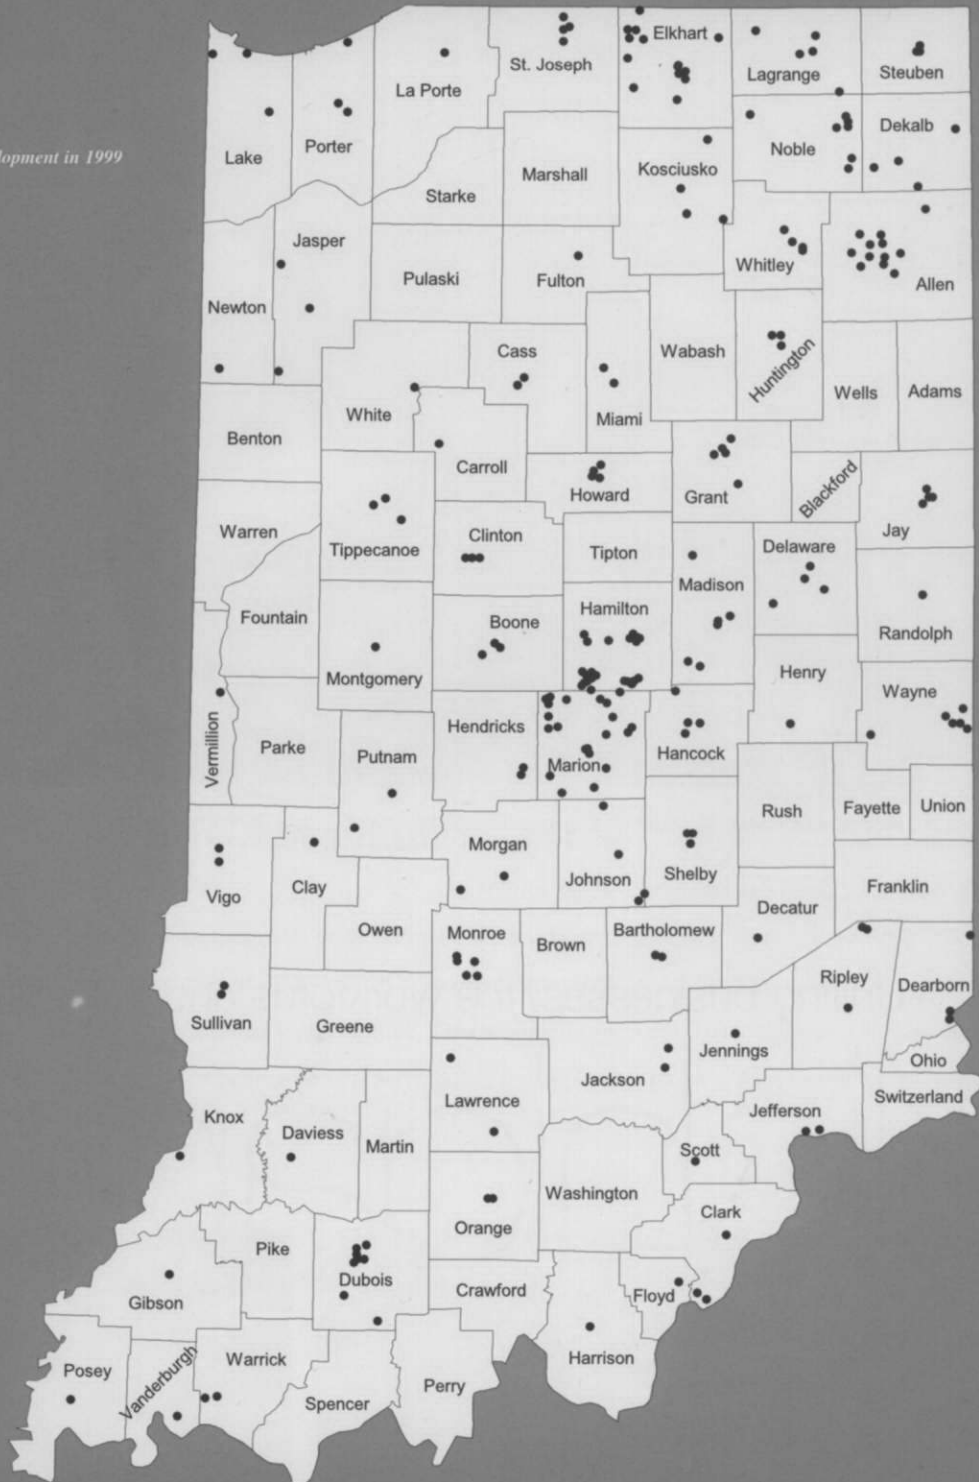 lopment in 1999
Elkhart
St. Joseph
La Porte
Lagrange
Steuben
Lake
Porter
Noble
Dekalb
Starke
Marshall
Kosciusko
Jasper
Newton
Pulaski
Fulton
Whitley
Allen
Cass
Wabash
Huntington
White
Miami
Wells
Adams
Benton
Carroll
Howard
Grant
Blackford
Jay
Warren
Tippecanoe
Clinton
Tipton
Delaware
Madison
Fountain
Boone
Hamilton
Randolph
Montgomery
Henry
Wayne
Vermillion
Parke
Hendricks
Putnam
Marion
Hancock
Rush
Fayette
Union
Morgan
Johnson
Shelby
Vigo
Clay
Franklin
Owen
Monroe
Brown
Bartholomew
Decatur
Ripley
Dearborn
Sullivan
Greene
Jennings
Ohio
Jackson
Lawrence
Switzerland
Jefferson
Knox
Daviess
Martin
Scott
Washington
Clark
Orange
Pike
Dubois
Crawford
Floyd
Gibson
Harrison
Posey
Vanderburgh
Warrick
Spencer
Perry